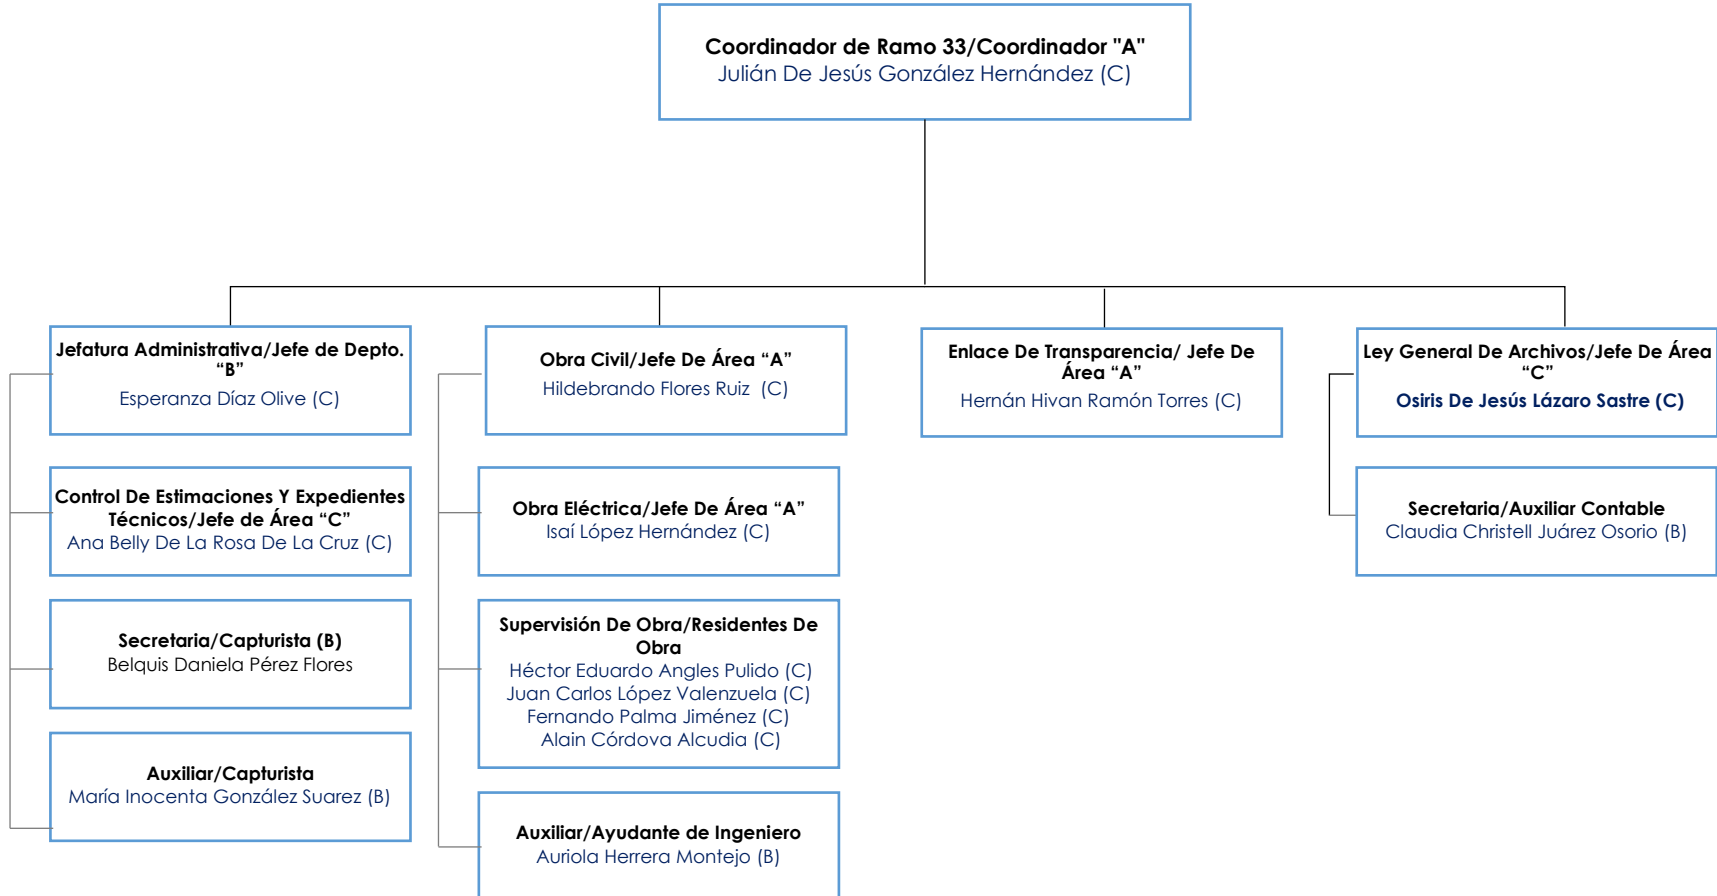 Coordinador de Ramo 33/Coordinador "A"
Julián De Jesús González Hernández (C)
Jefatura Administrativa/Jefe de Depto.
“B”
Esperanza Díaz Olive (C)
Control De Estimaciones Y Expedientes
Técnicos/Jefe de Área “C”
Ana Belly De La Rosa De La Cruz (C)
Secretaria/Capturista (B)
Belquis Daniela Pérez Flores
Auxiliar/Capturista
María Inocenta González Suarez (B)
Obra Civil/Jefe De Área “A”
Hildebrando Flores Ruiz (C)
Obra Eléctrica/Jefe De Área “A”
Isaí López Hernández (C)
Supervisión De Obra/Residentes De
Obra
Héctor Eduardo Angles Pulido (C)
Juan Carlos López Valenzuela (C)
Fernando Palma Jiménez (C)
Alain Córdova Alcudia (C)
Auxiliar/Ayudante de Ingeniero
Auriola Herrera Montejo (B)
Enlace De Transparencia/ Jefe De
Área “A”
Hernán Hivan Ramón Torres (C)
Ley General De Archivos/Jefe De Área
“C”
Osiris De Jesús Lázaro Sastre (C)
Secretaria/Auxiliar Contable
Claudia Christell Juárez Osorio (B)